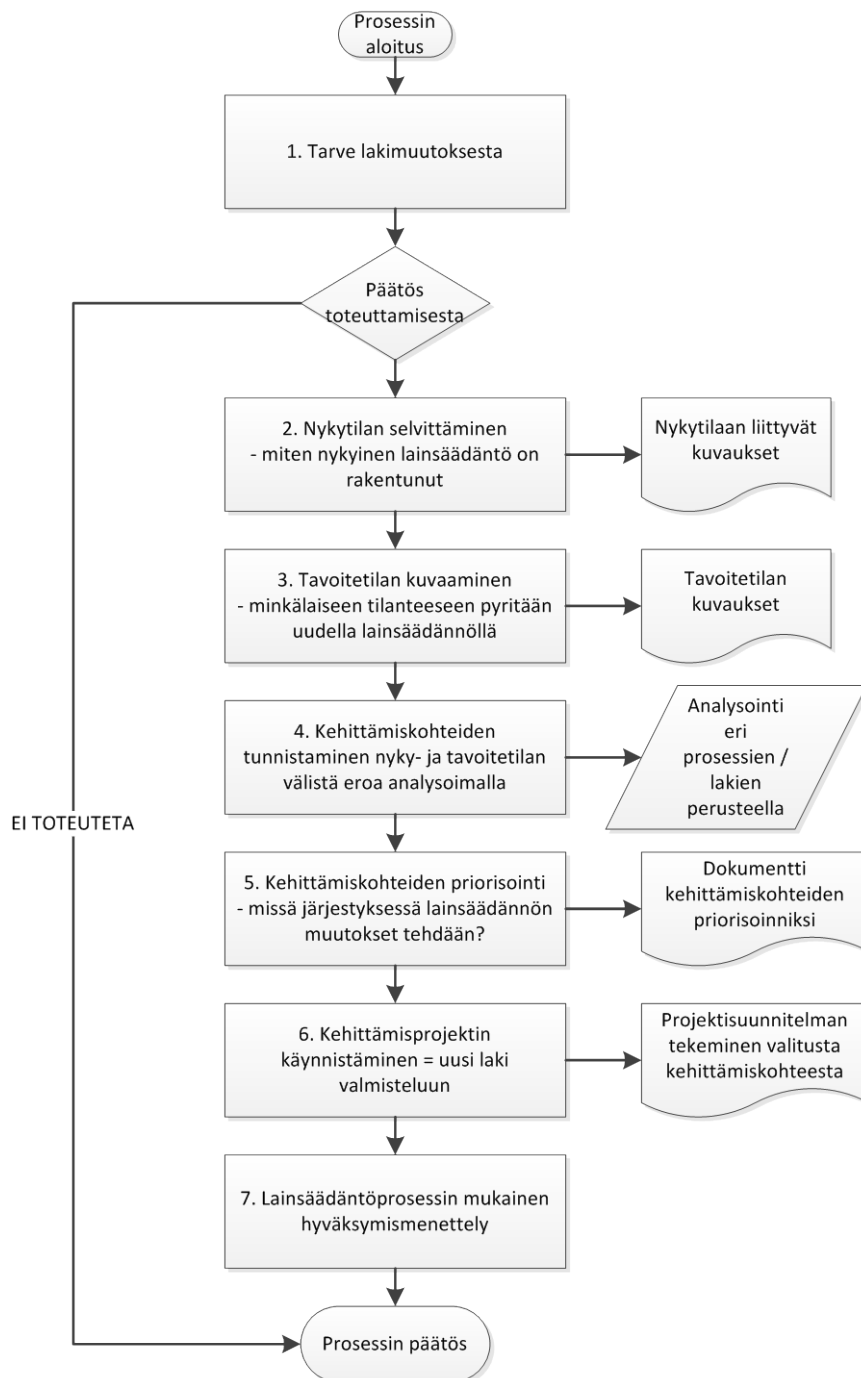 Prosessin
aloitus
1. Tarve lakimuutoksesta
Päätös
toteuttamisesta
2. Nykytilan selvittäminen
- miten nykyinen lainsäädäntö on
rakentunut
Nykytilaan liittyvät
kuvaukset
3. Tavoitetilan kuvaaminen
- minkälaiseen tilanteeseen pyritään
uudella lainsäädännöllä
Tavoitetilan
kuvaukset
4. Kehittämiskohteiden
tunnistaminen nyky- ja tavoitetilan
välistä eroa analysoimalla
Analysointi
eri
prosessien /
lakien
perusteella
EI TOTEUTETA
5. Kehittämiskohteiden priorisointi
- missä järjestyksessä lainsäädännön
muutokset tehdään?
Dokumentti
kehittämiskohteiden
priorisoinniksi
6. Kehittämisprojektin
käynnistäminen = uusi laki
valmisteluun
Projektisuunnitelman
tekeminen valitusta
kehittämiskohteesta
7. Lainsäädäntöprosessin mukainen
hyväksymismenettely
Prosessin päätös